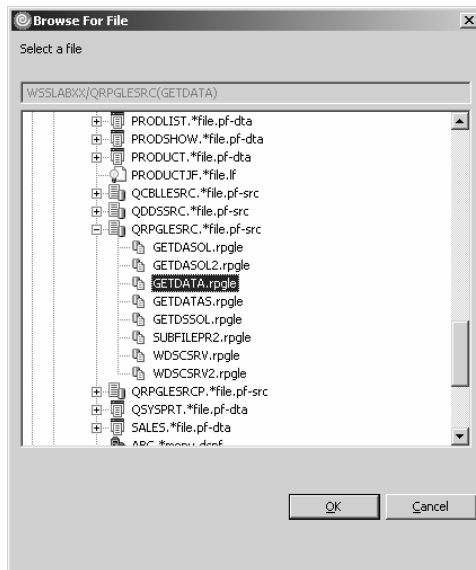 Browse For File
Select a file
WSSLABXX/QRPGLESRC(GETDATA)
PRODLIST.*file.pf-dta
PRODSHOW.*file.pf-dta
PRODUCT.*file.pf-dta
PRODUCTJF.*file.lf
QCBLLESRC.*file.pf-src
QDDSSRC.*file.pf-src
QRPGLESRC.*file.pf-src
GETDASOL.rpgle
GETDASOL2.rpgle
GETDATA.rpgle
GETDATAS.rpgle
GETDSSOL.rpgle
SUBFILEPR2.rpgle
WDSCSRV.rpgle
WDSCSRV2.rpgle
QRPGLESRCP.*file.pf-src
QSYSPRT.*file.pf-dta
SALES.*file.pf-dta
OK Cancel